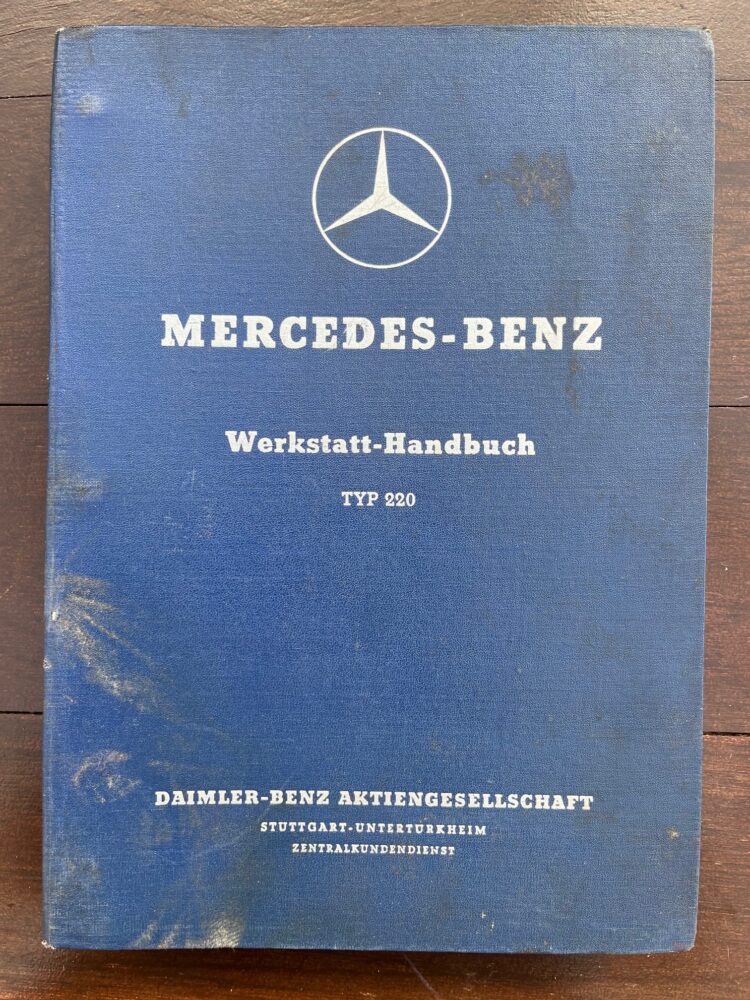 MERCEDES-BENZ
Werkstatt-Handbuch
TYP 220
DAIMLER-BENZ AKTIENGESELLSCHAFT
STUTTGART-UNTERTÜRKHEIM
ZENTRALKUNDENDIENST